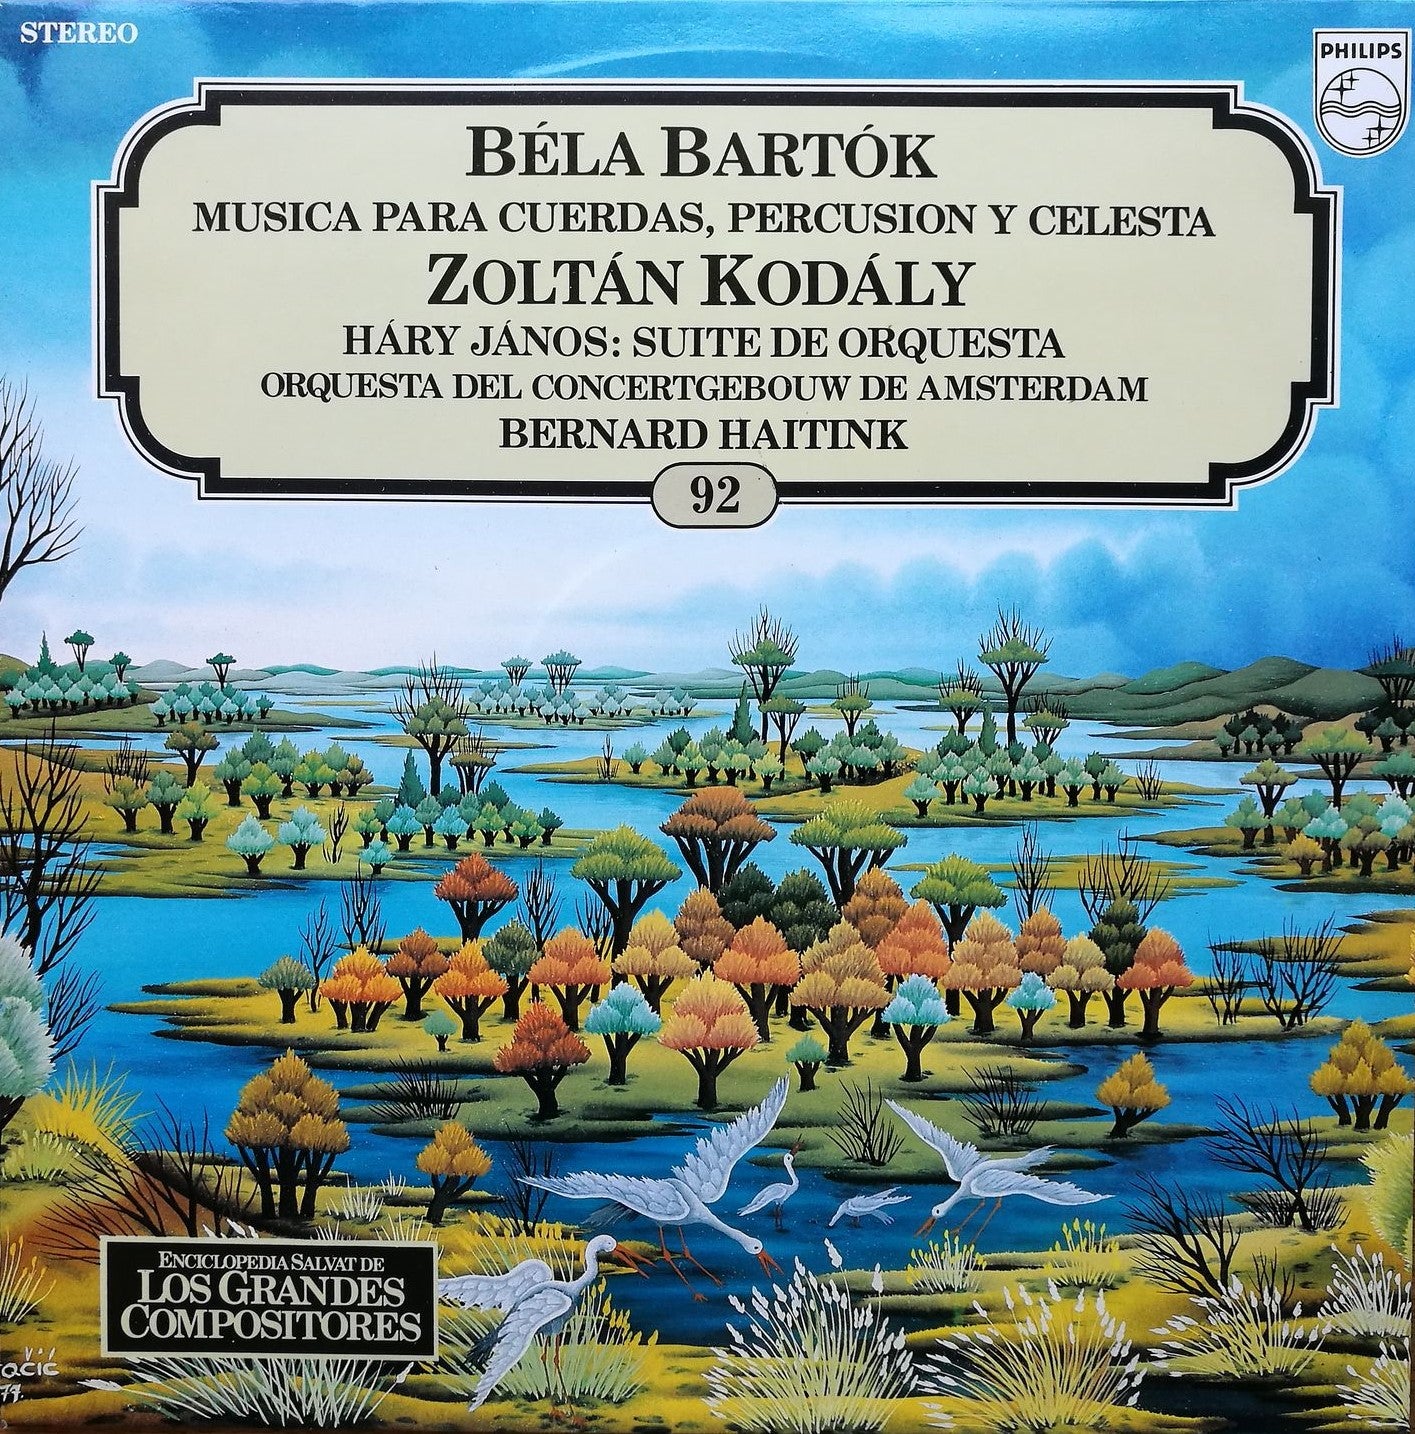 STEREO
PHILIPS
BÉLA BARTÓK
MUSICA PARA CUERDAS, PERCUSION Y CELESTA
ZOLTÁN KODÁLY
HÁRY JÁNOS: SUITE DE ORQUESTA
ORQUESTA DEL CONCERTGEBOUW DE AMSTERDAM
BERNARD HAITINK
92
ENCICLOPEDIA SALVAT DE
LOS GRANDES
COMPOSITORES